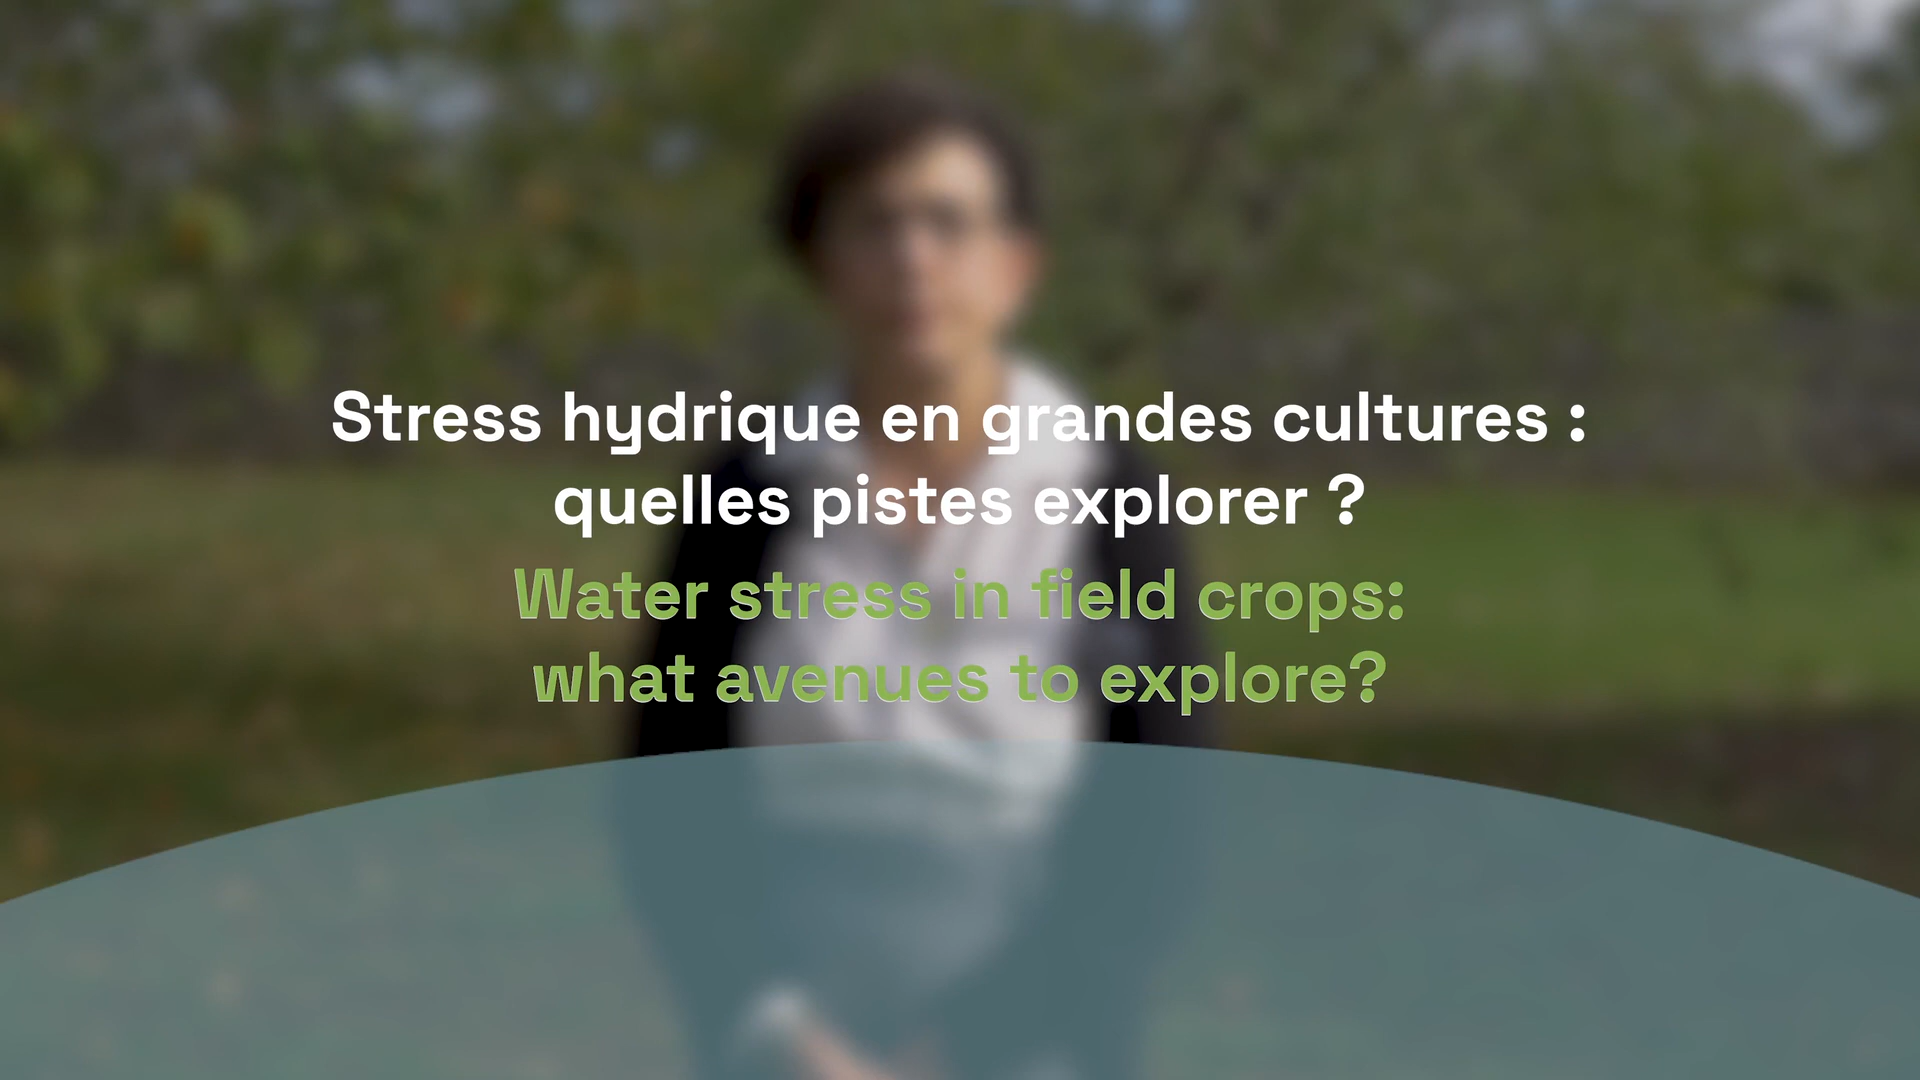 Stress hydrique en grandes cultures :
quelles pistes explorer ?
Water stress in field crops:
what avenues to explore?